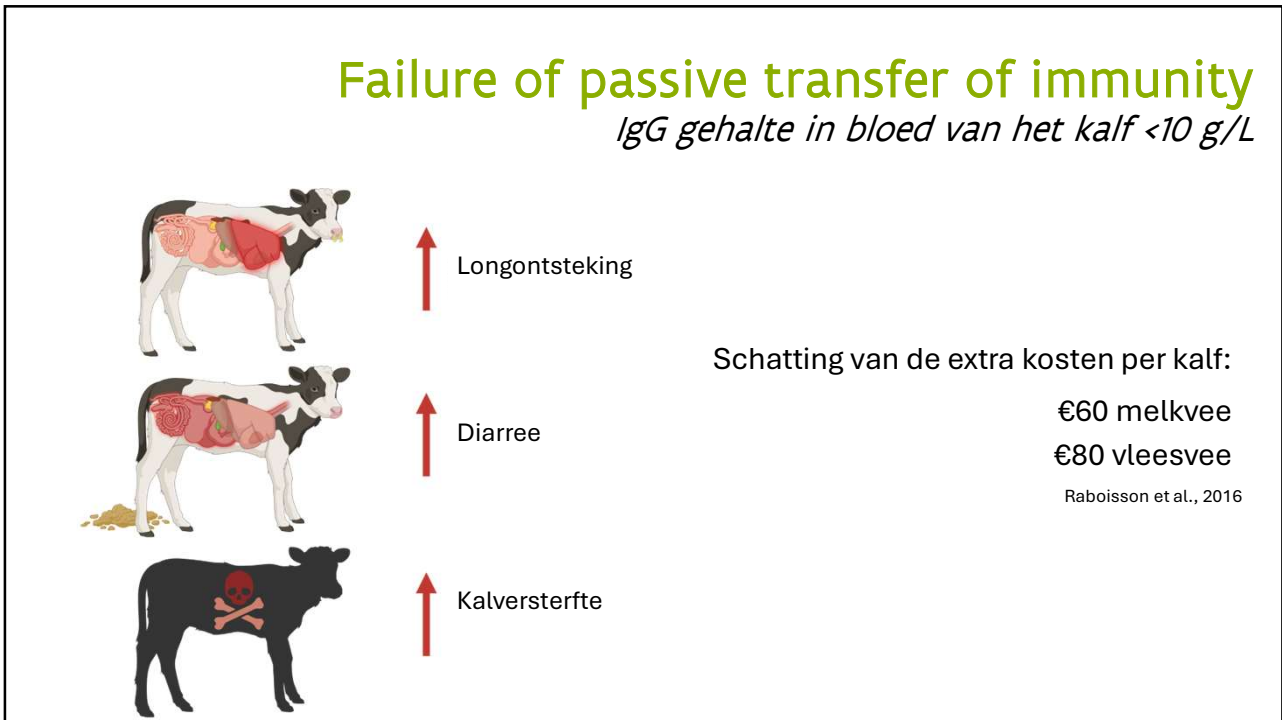 Failure of passive transfer of immunity
IgG gehalte in bloed van het kalf <10 g/L
Longontsteking
Diarree
Kalversterfte
Schatting van de extra kosten per kalf:
€60 melkvee
€80 vleesvee
Raboisson et al., 2016